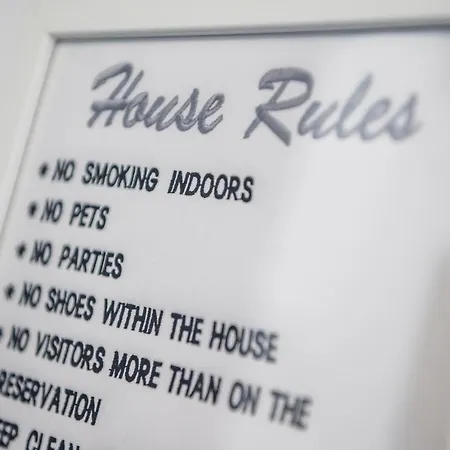 House Rules
* NO SMOKING INDOORS
* NO PETS
* NO PARTIES
* NO SHOES WITHIN THE HOUSE
* NO VISITORS MORE THAN ON THE
RESERVATION
CLEAN